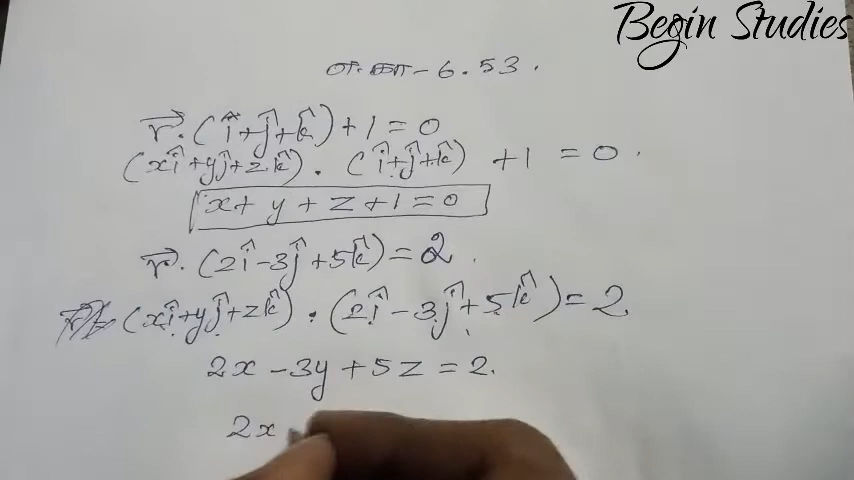 Begin Studies
எ.கா - 6.53.
r⃗.(î+ĵ+k̂)+1=0
(xî+yĵ+zk̂).(î+ĵ+k̂) +1 =0.
x+y+z+1=0
r⃗.(2î-3ĵ+5k̂)=2.
(xî+yĵ+zk̂).(2î-3ĵ+5k̂)=2
2x-3y+5z=2.
2x